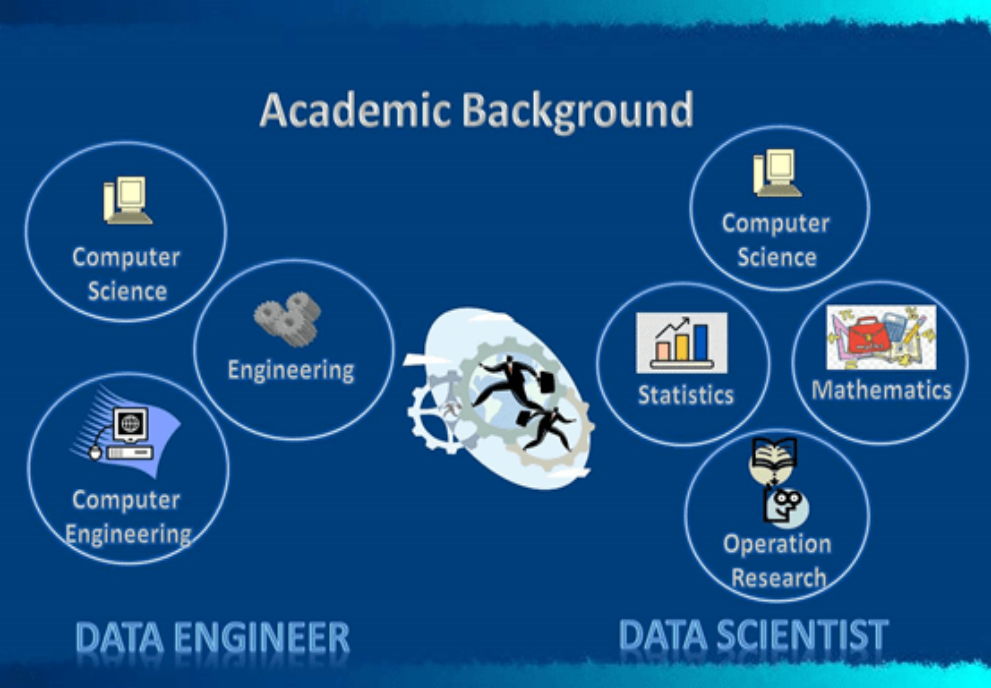 Academic Background
Computer
Science
Engineering
Computer
Engineering
DATA ENGINEER
Computer
Science
Statistics
Mathematics
Operation
Research
DATA SCIENTIST